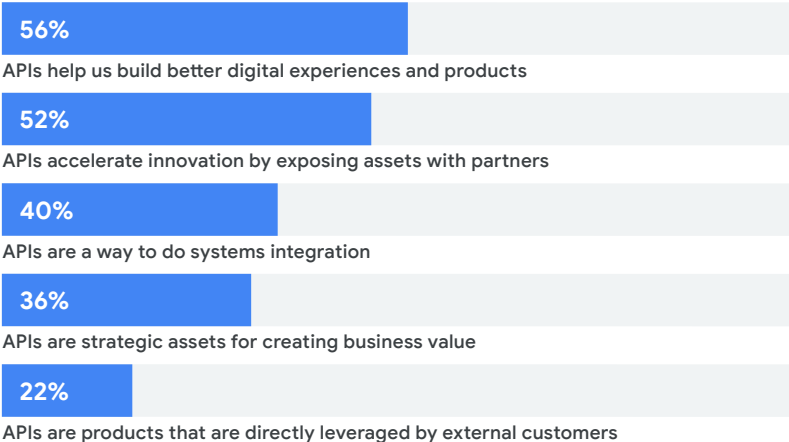 56%
APIs help us build better digital experiences and products
52%
APIs accelerate innovation by exposing assets with partners
40%
APIs are a way to do systems integration
36%
APIs are strategic assets for creating business value
22%
APIs are products that are directly leveraged by external customers